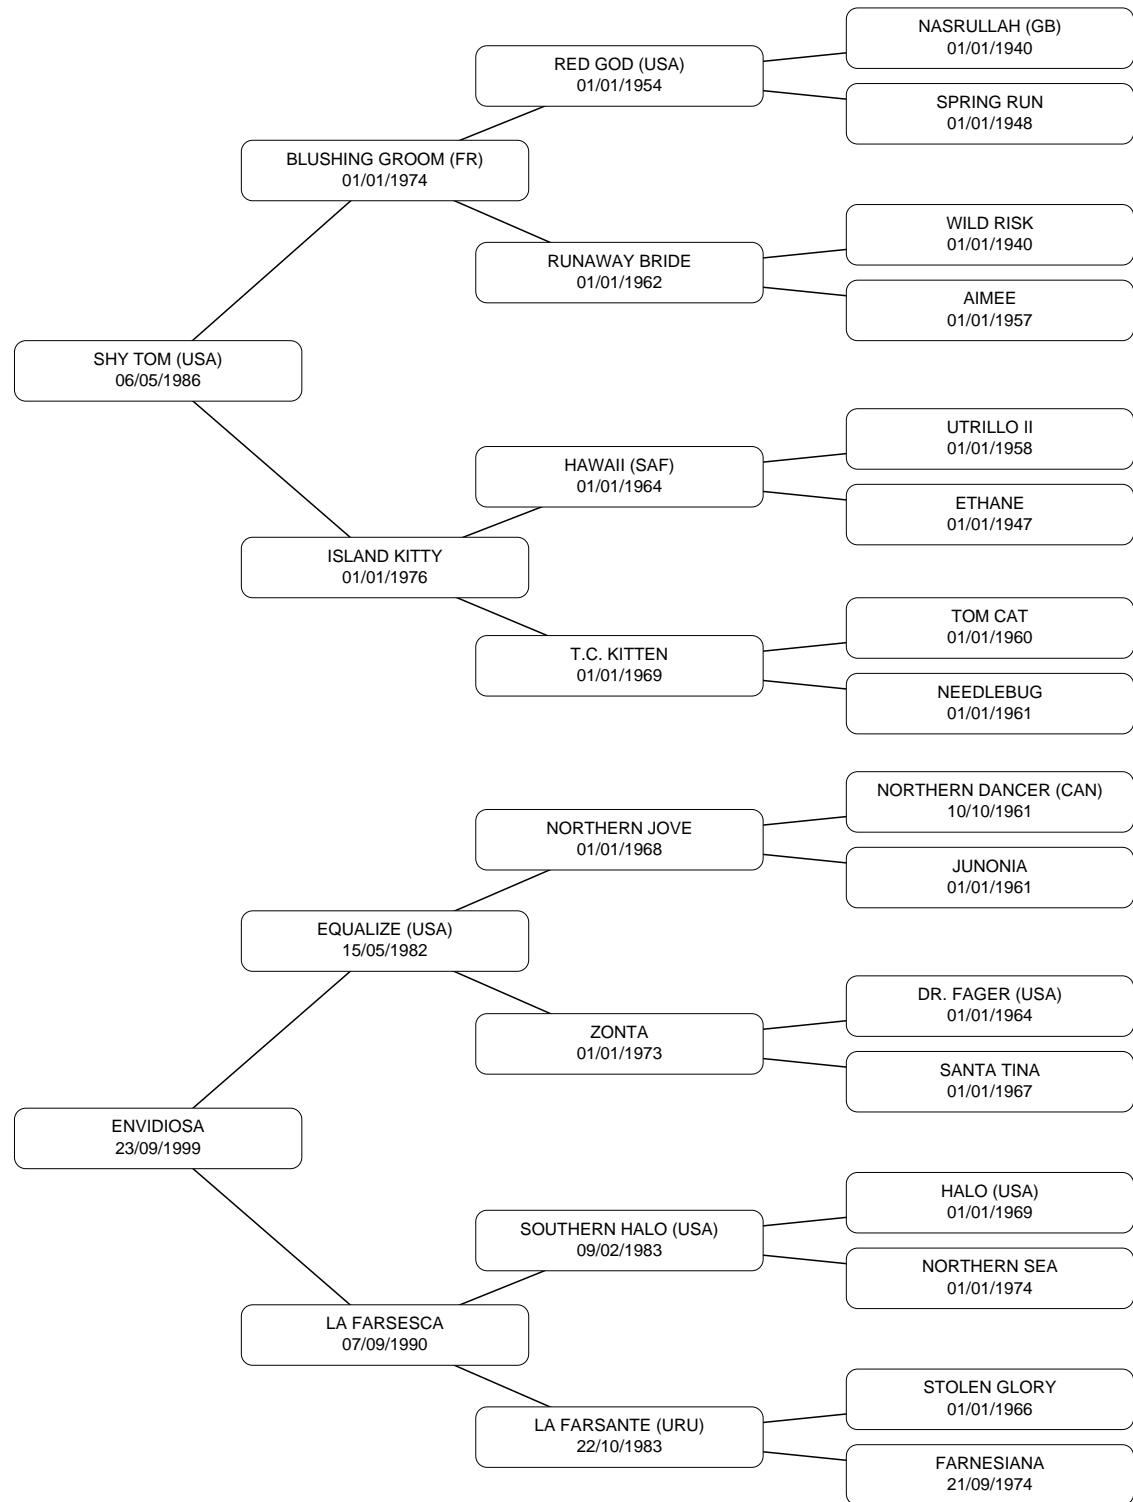 NASRULLAH (GB)
01/01/1940
RED GOD (USA)
01/01/1954
SPRING RUN
01/01/1948
BLUSHING GROOM (FR)
01/01/1974
WILD RISK
01/01/1940
RUNAWAY BRIDE
01/01/1962
AIMEE
01/01/1957
SHY TOM (USA)
06/05/1986
UTRILLO II
01/01/1958
HAWAII (SAF)
01/01/1964
ETHANE
01/01/1947
ISLAND KITTY
01/01/1976
TOM CAT
01/01/1960
T.C. KITTEN
01/01/1969
NEEDLEBUG
01/01/1961
NORTHERN DANCER (CAN)
10/10/1961
NORTHERN JOVE
01/01/1968
JUNONIA
01/01/1961
EQUALIZE (USA)
15/05/1982
DR. FAGER (USA)
01/01/1964
ZONTA
01/01/1973
SANTA TINA
01/01/1967
ENVIDIOSA
23/09/1999
HALO (USA)
01/01/1969
SOUTHERN HALO (USA)
09/02/1983
NORTHERN SEA
01/01/1974
LA FARSESCA
07/09/1990
STOLEN GLORY
01/01/1966
LA FARSANTE (URU)
22/10/1983
FARNESIANA
21/09/1974